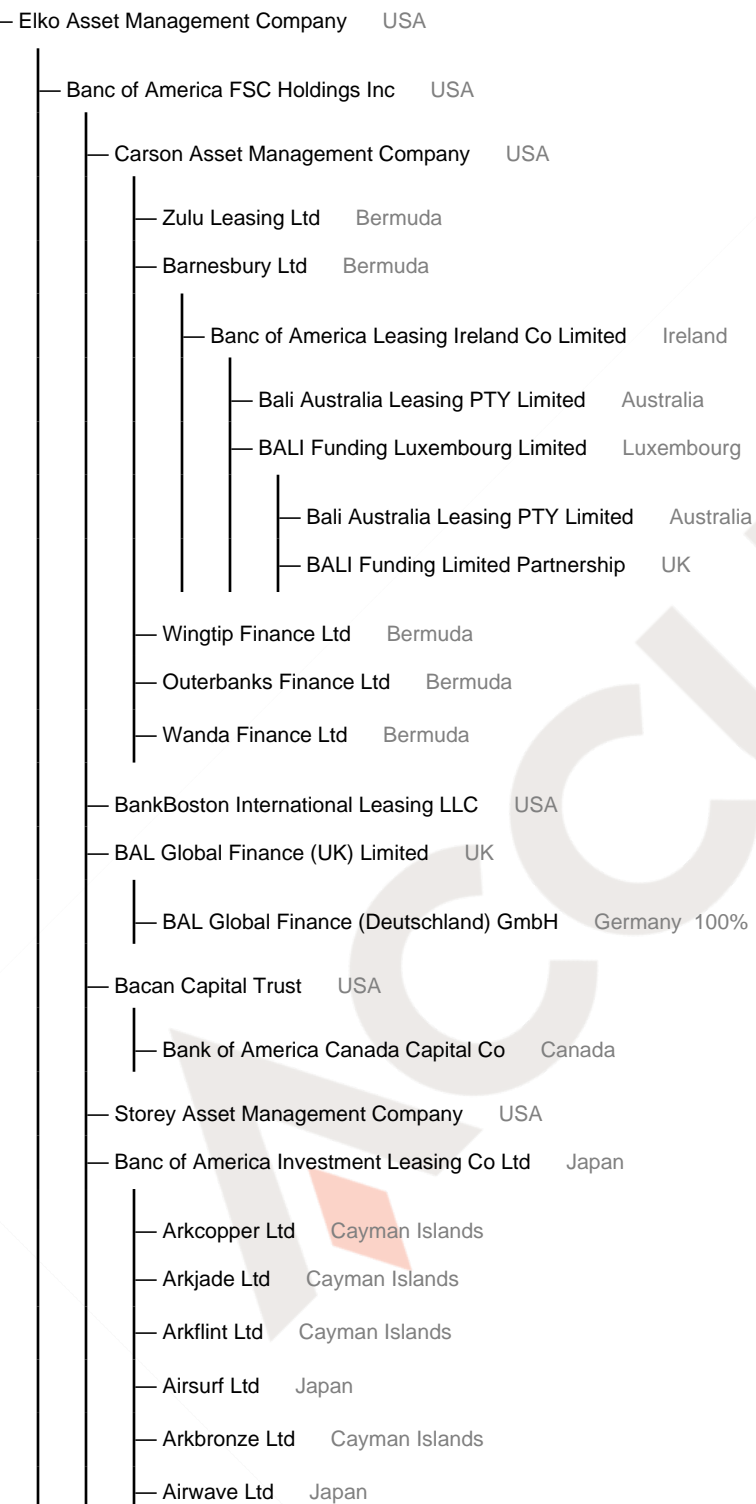 Elko Asset Management Company USA
Banc of America FSC Holdings Inc USA
Carson Asset Management Company USA
Zulu Leasing Ltd Bermuda
Barnesbury Ltd Bermuda
Banc of America Leasing Ireland Co Limited Ireland
Bali Australia Leasing PTY Limited Australia
BALI Funding Luxembourg Limited Luxembourg
Bali Australia Leasing PTY Limited Australia
BALI Funding Limited Partnership UK
Wingtip Finance Ltd Bermuda
Outerbanks Finance Ltd Bermuda
Wanda Finance Ltd Bermuda
BankBoston International Leasing LLC USA
BAL Global Finance (UK) Limited UK
BAL Global Finance (Deutschland) GmbH Germany 100%
Bacan Capital Trust USA
Bank of America Canada Capital Co Canada
Storey Asset Management Company USA
Banc of America Investment Leasing Co Ltd Japan
Arkcopper Ltd Cayman Islands
Arkjade Ltd Cayman Islands
Arkflint Ltd Cayman Islands
Airsurf Ltd Japan
Arkbronze Ltd Cayman Islands
Airwave Ltd Japan